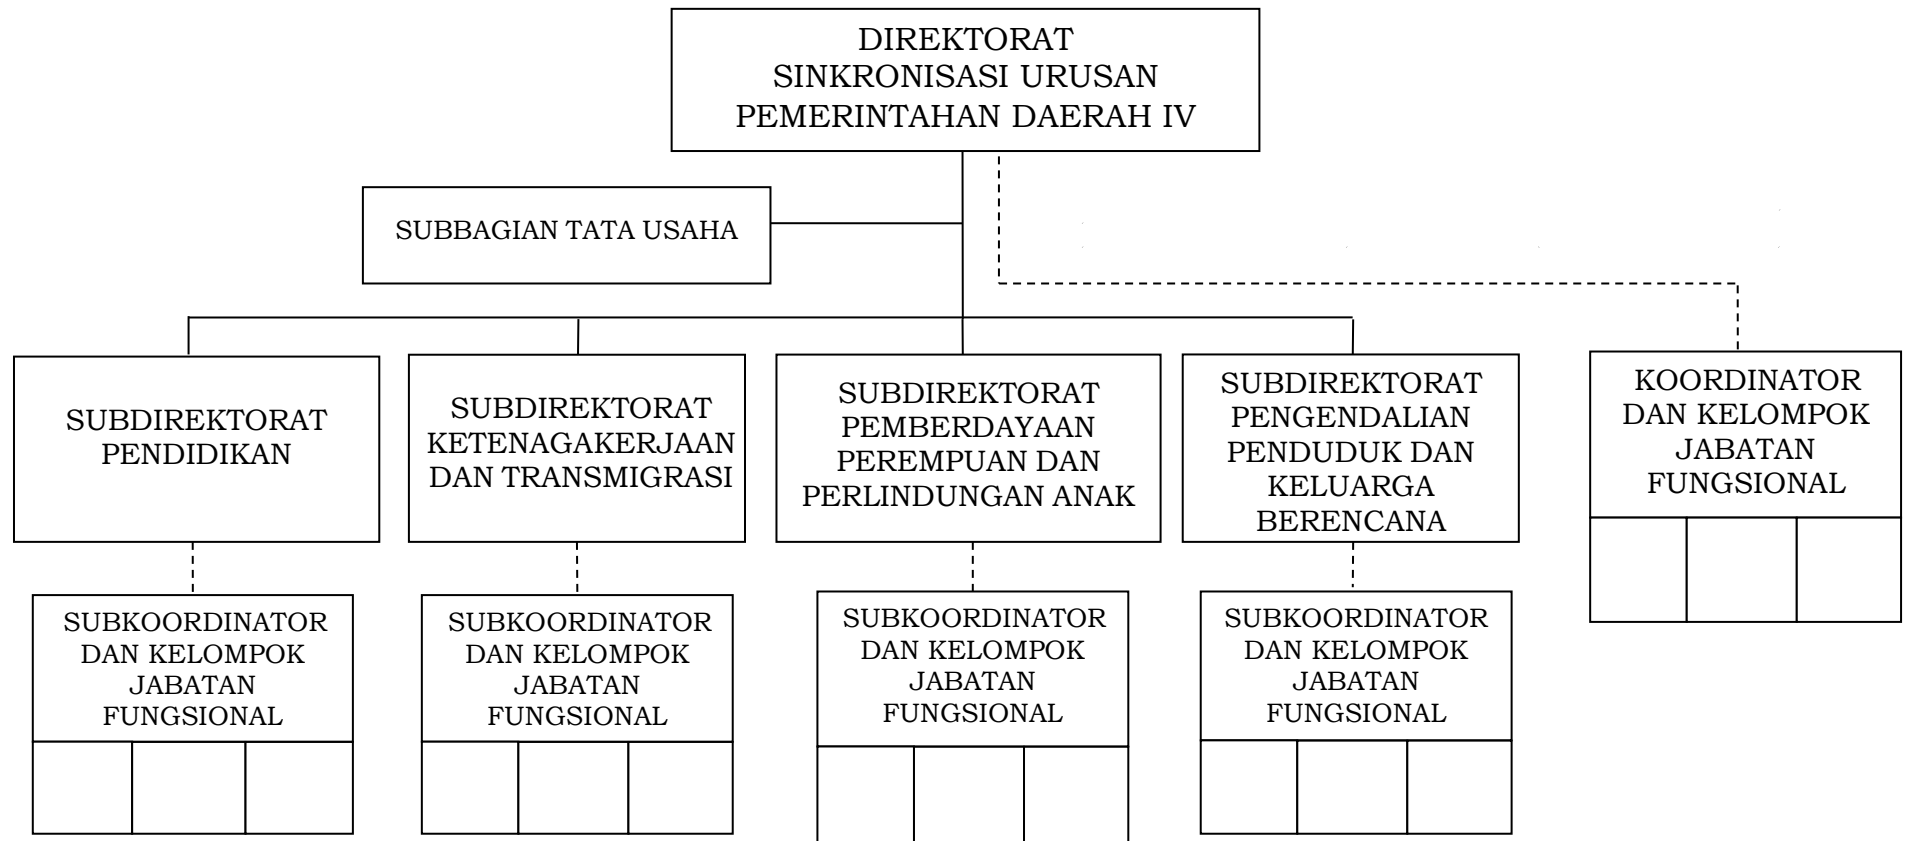 DIREKTORAT
SINKRONISASI URUSAN
PEMERINTAHAN DAERAH IV
SUBBAGIAN TATA USAHA
SUBDIREKTORAT
PENDIDIKAN
SUBDIREKTORAT
KETENAGAKERJAAN
DAN TRANSMIGRASI
SUBDIREKTORAT
PEMBERDAYAAN
PEREMPUAN DAN
PERLINDUNGAN ANAK
SUBDIREKTORAT
PENGENDALIAN
PENDUDUK DAN
KELUARGA
BERENCANA
KOORDINATOR
DAN KELOMPOK
JABATAN
FUNGSIONAL
SUBKOORDINATOR
DAN KELOMPOK
JABATAN
FUNGSIONAL
SUBKOORDINATOR
DAN KELOMPOK
JABATAN
FUNGSIONAL
SUBKOORDINATOR
DAN KELOMPOK
JABATAN
FUNGSIONAL
SUBKOORDINATOR
DAN KELOMPOK
JABATAN
FUNGSIONAL